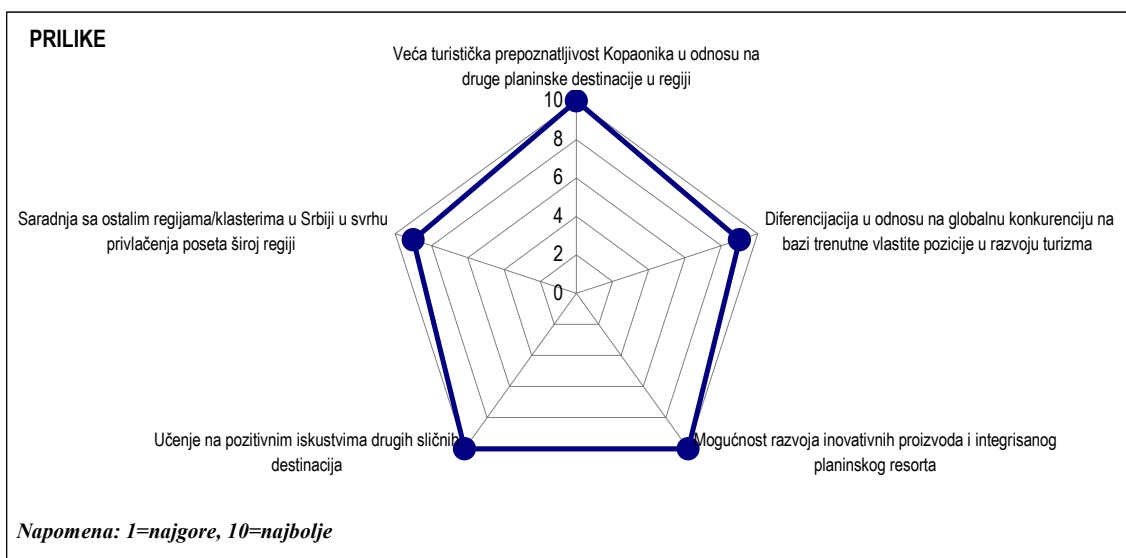 PRILIKE
Veća turistička prepoznatljivost Kopaonika u odnosu na
druge planinske destinacije u regiji
10
8
6
4
2
0
Saradnja sa ostalim regijama/klasterima u Srbiji u svrhu
privlačenja poseta široj regiji
Diferencijacija u odnosu na globalnu konkurenciju na
bazi trenutne vlastite pozicije u razvoju turizma
Učenje na pozitivnim iskustvima drugih sličnih
destinacija
Mogućnost razvoja inovativnih proizvoda i integrisanog
planinskog resorta
Napomena: 1=najgore, 10=najbolje